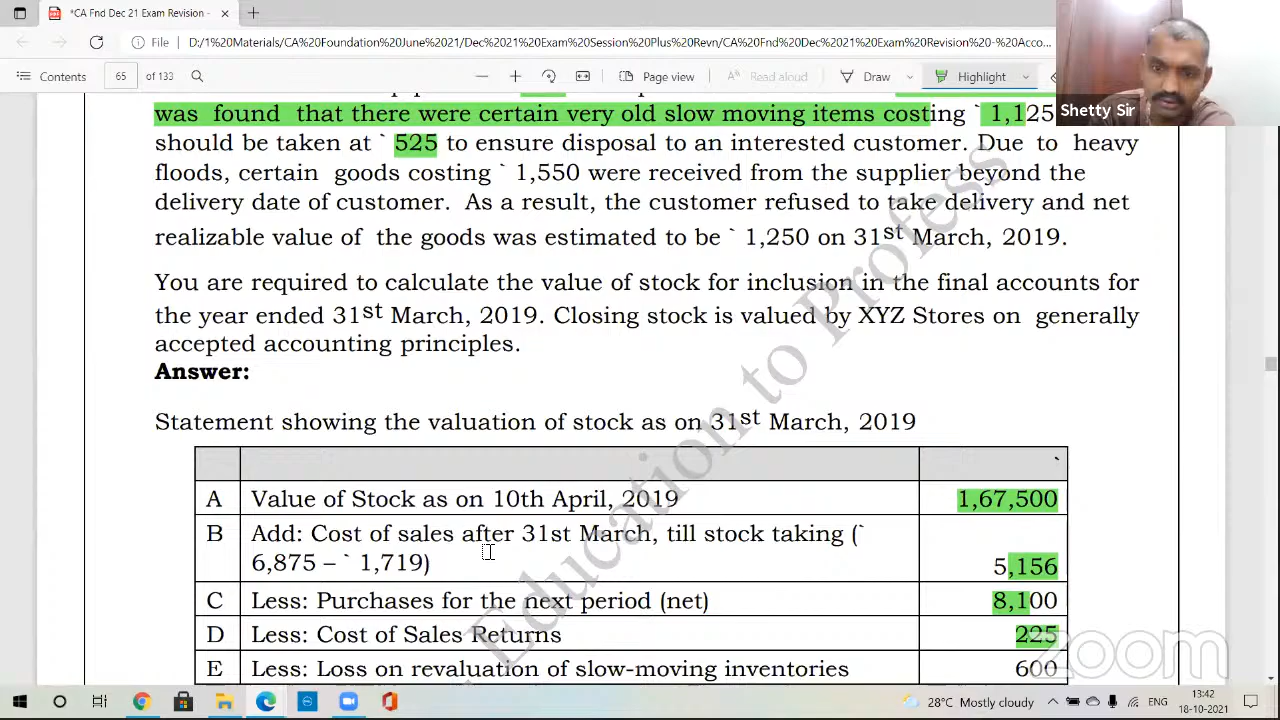 *CA Fnd Dec 21 Exam Revision -
File
D:/1%20Materials/CA%20Foundation%20June%2021/Dec%2021%20Exam%20Session%20Plus%20Revn/CA%20Fnd%20Dec%2021%20Exam%20Revision%20-%20Acco...
Contents
65
of 133
Page view
Read aloud
Draw
Highlight
Shetty Sir
was found that there were certain very old slow moving items costing ` 1,125
should be taken at ` 525 to ensure disposal to an interested customer. Due to heavy
floods, certain goods costing ` 1,550 were received from the supplier beyond the
delivery date of customer. As a result, the customer refused to take delivery and net
realizable value of the goods was estimated to be ` 1,250 on 31st March, 2019.
You are required to calculate the value of stock for inclusion in the final accounts for
the year ended 31st March, 2019. Closing stock is valued by XYZ Stores on generally
accepted accounting principles.
Answer:
Statement showing the valuation of stock as on 31st March, 2019
`
A Value of Stock as on 10th April, 2019 1,67,500
B Add: Cost of sales after 31st March, till stock taking (`
6,875 – ` 1,719) 5,156
C Less: Purchases for the next period (net) 8,100
D Less: Cost of Sales Returns 225
E Less: Loss on revaluation of slow-moving inventories 600
Education to Profess
zoom
28°C Mostly cloudy
ENG
13:42
18-10-2021